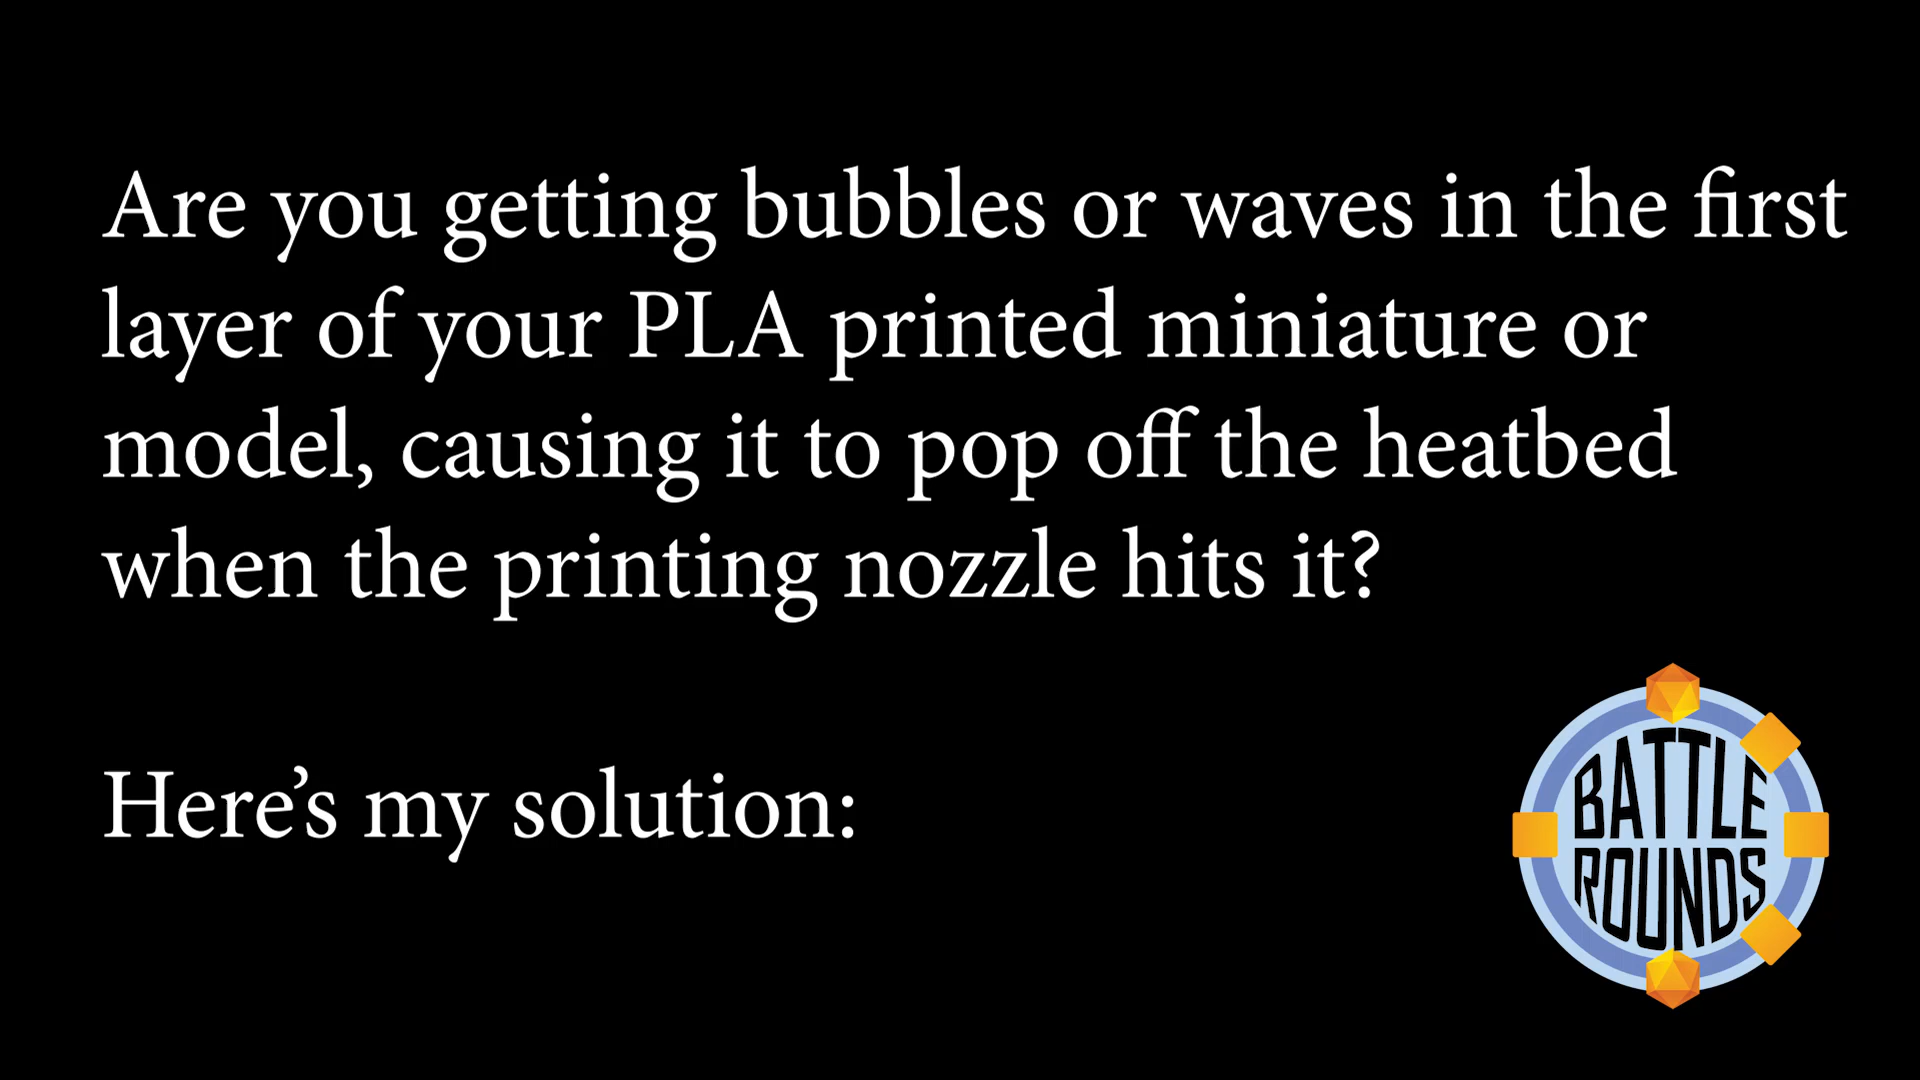 Are you getting bubbles or waves in the first
layer of your PLA printed miniature or
model, causing it to pop off the heatbed
when the printing nozzle hits it?
Here’s my solution:
BATTLE
ROUNDS